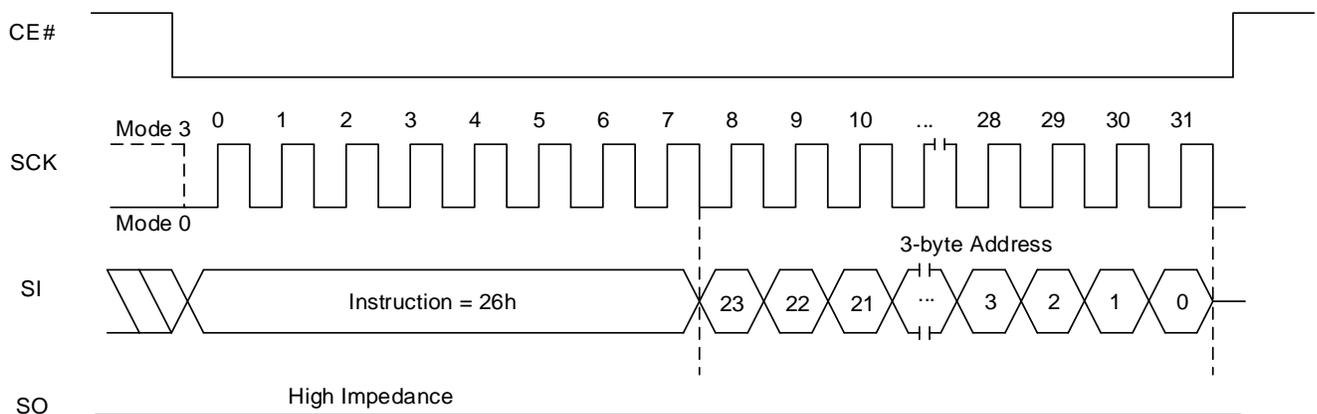 CE#
Mode 3 0 1 2 3 4 5 6 7 8 9 10 ... 28 29 30 31
SCK
Mode 0
3-byte Address
SI
Instruction = 26h 23 22 21 ... 3 2 1 0
High Impedance
SO